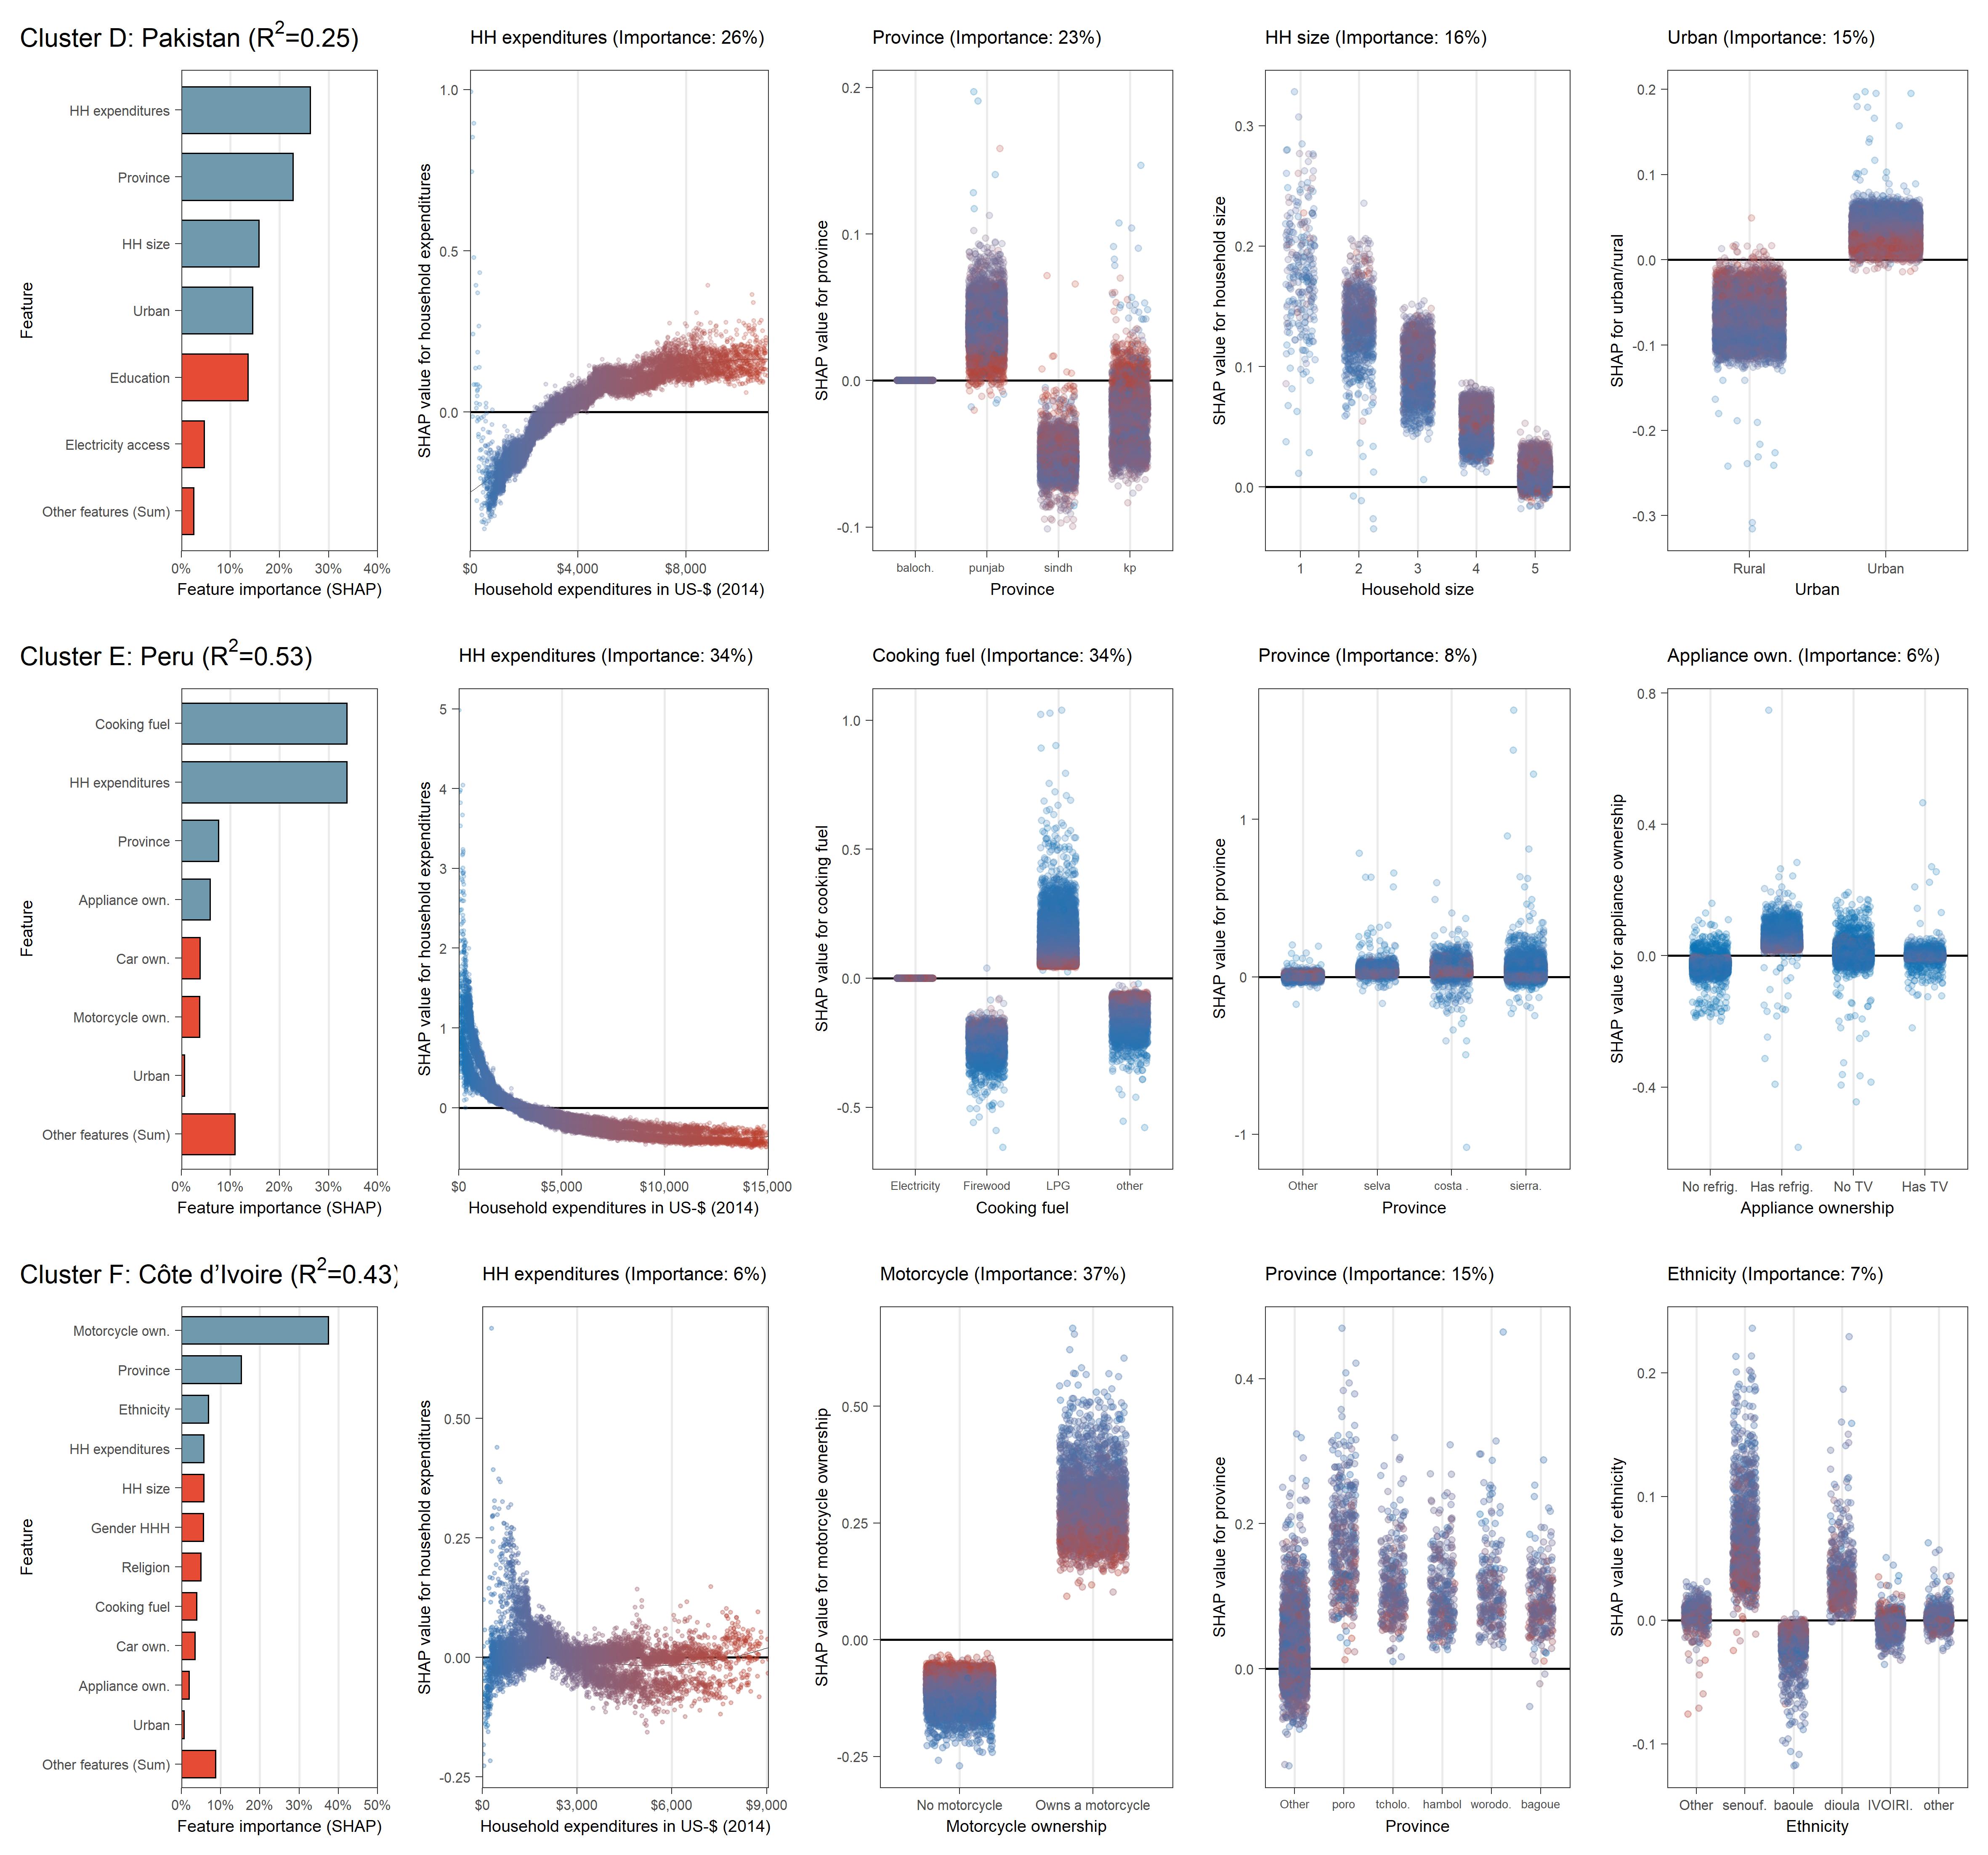 Cluster D: Pakistan (R2=0.25)
HH expenditures
Province
HH size
Urban
Education
Electricity access
Other features (Sum)
Feature
0% 10% 20% 30% 40%
Feature importance (SHAP)
HH expenditures (Importance: 26%)
SHAP value for household expenditures
1.0
0.5
0.0
$0 $4,000 $8,000
Household expenditures in US-$ (2014)
Province (Importance: 23%)
SHAP value for province
0.2
0.1
0.0
-0.1
baloch. punjab sindh kp
Province
HH size (Importance: 16%)
SHAP value for household size
0.3
0.2
0.1
0.0
1 2 3 4 5
Household size
Urban (Importance: 15%)
SHAP for urban/rural
0.2
0.1
0.0
-0.1
-0.2
-0.3
Rural Urban
Urban
Cluster E: Peru (R2=0.53)
Cooking fuel
HH expenditures
Province
Appliance own.
Car own.
Motorcycle own.
Urban
Other features (Sum)
Feature
0% 10% 20% 30% 40%
Feature importance (SHAP)
HH expenditures (Importance: 34%)
SHAP value for household expenditures
5
4
3
2
1
0
$0 $5,000 $10,000 $15,000
Household expenditures in US-$ (2014)
Cooking fuel (Importance: 34%)
SHAP value for cooking fuel
1.0
0.5
0.0
-0.5
Electricity Firewood LPG other
Cooking fuel
Province (Importance: 8%)
SHAP value for province
1
0
-1
Other selva costa . sierra.
Province
Appliance own. (Importance: 6%)
SHAP value for appliance ownership
0.8
0.4
0.0
-0.4
No refrig. Has refrig. No TV Has TV
Appliance ownership
Cluster F: Côte d’Ivoire (R2=0.43)
Motorcycle own.
Province
Ethnicity
HH expenditures
HH size
Gender HHH
Religion
Cooking fuel
Car own.
Appliance own.
Urban
Other features (Sum)
Feature
0% 10% 20% 30% 40% 50%
Feature importance (SHAP)
HH expenditures (Importance: 6%)
SHAP value for household expenditures
0.50
0.25
0.00
-0.25
$0 $3,000 $6,000 $9,000
Household expenditures in US-$ (2014)
Motorcycle (Importance: 37%)
SHAP value for motorcycle ownership
0.50
0.25
0.00
-0.25
No motorcycle Owns a motorcycle
Motorcycle ownership
Province (Importance: 15%)
SHAP value for province
0.4
0.2
0.0
Other poro tcholo. hambol worodo. bagoue
Province
Ethnicity (Importance: 7%)
SHAP value for ethnicity
0.2
0.1
0.0
-0.1
Other senouf. baoule dioula IVOIRI. other
Ethnicity